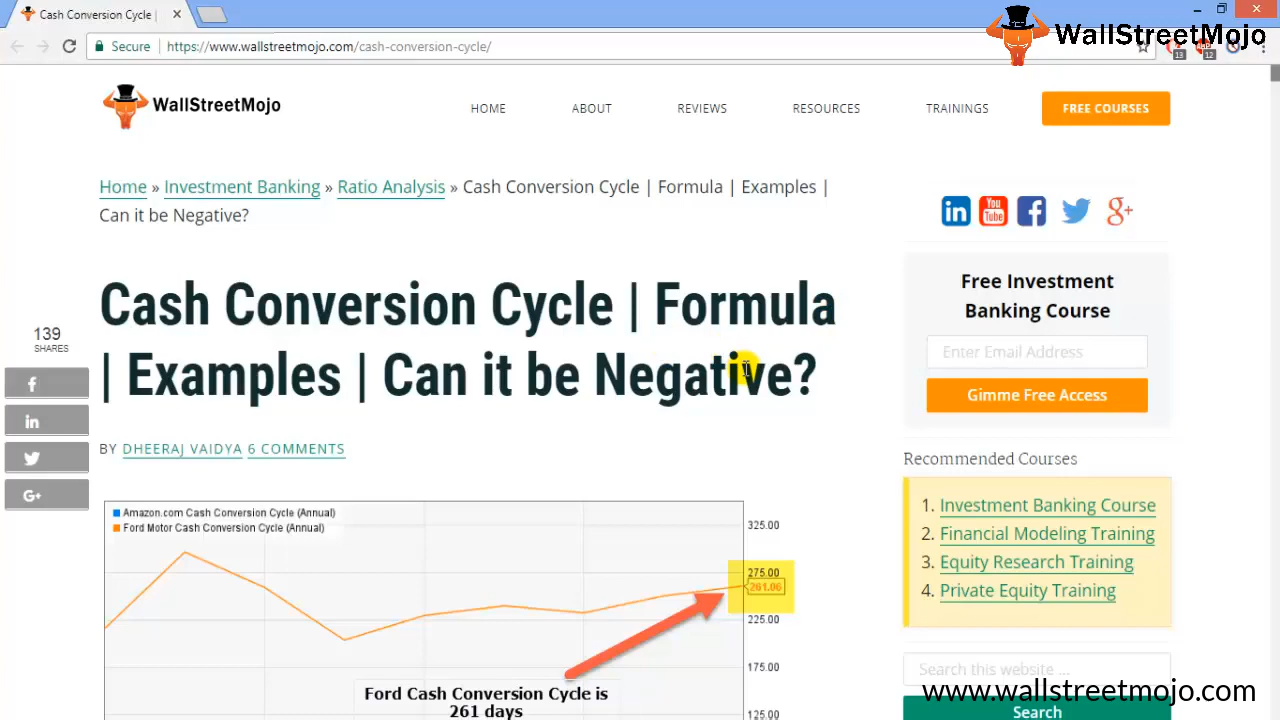 Cash Conversion Cycle |
WallStreetMojo
Secure
https://www.wallstreetmojo.com/cash-conversion-cycle/
13
12
WallStreetMojo
HOME
ABOUT
REVIEWS
RESOURCES
TRAININGS
FREE COURSES
Home » Investment Banking » Ratio Analysis » Cash Conversion Cycle | Formula | Examples |
Can it be Negative?
Cash Conversion Cycle | Formula
| Examples | Can it be Negative?
BY DHEERAJ VAIDYA 6 COMMENTS
139
SHARES
Amazon.com Cash Conversion Cycle (Annual)
Ford Motor Cash Conversion Cycle (Annual)
325.00
275.00
261.06
225.00
175.00
125.00
Ford Cash Conversion Cycle is
261 days
in
You
Tube
Free Investment
Banking Course
Enter Email Address
Gimme Free Access
Recommended Courses
1. Investment Banking Course
2. Financial Modeling Training
3. Equity Research Training
4. Private Equity Training
Search this website ...
www.wallstreetmojo.com
Search